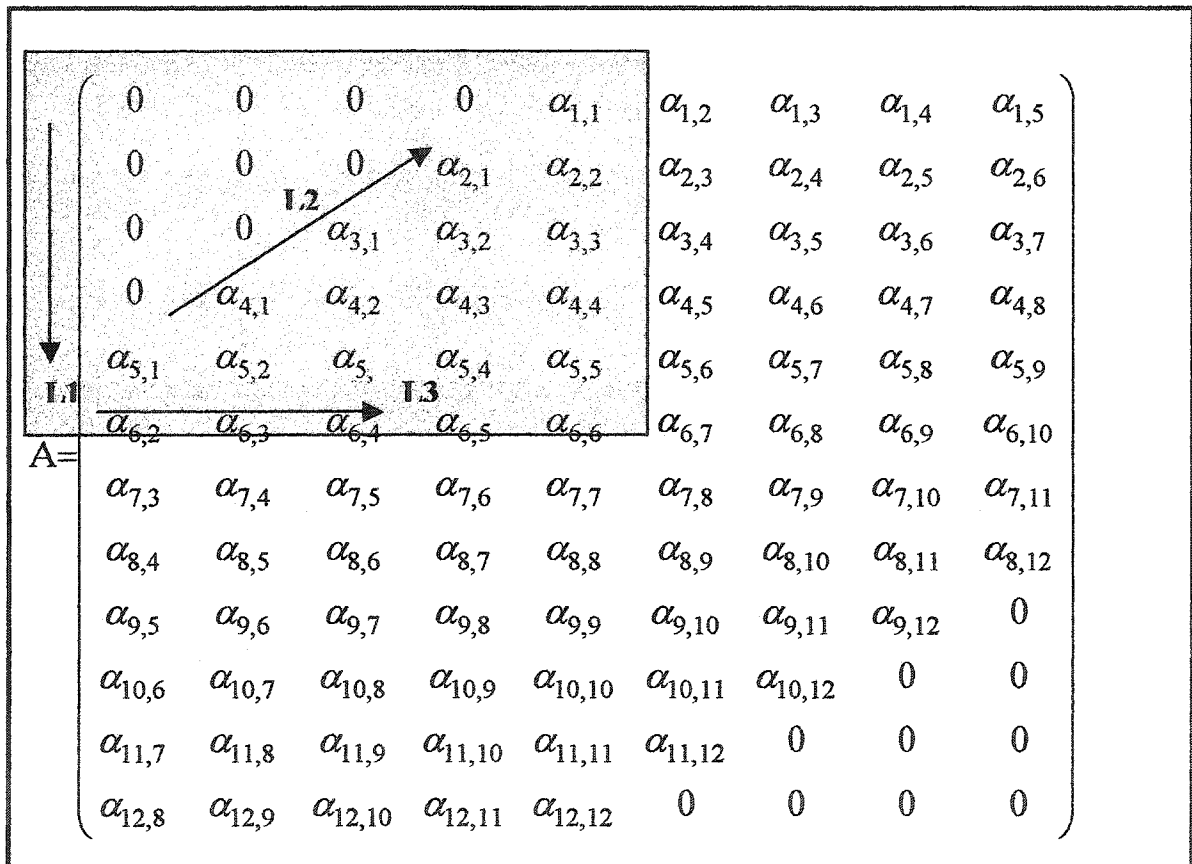 0 0 0 0 α1,1 α1,2 α1,3 α1,4 α1,5
0 0 0 α2,1 α2,2 α2,3 α2,4 α2,5 α2,6
L2
0 0 α3,1 α3,2 α3,3 α3,4 α3,5 α3,6 α3,7
0 α4,1 α4,2 α4,3 α4,4 α4,5 α4,6 α4,7 α4,8
α5,1 α5,2 α5, α5,4 α5,5 α5,6 α5,7 α5,8 α5,9
L1 L3
α6,2 α6,3 α6,4 α6,5 α6,6 α6,7 α6,8 α6,9 α6,10
A=
α7,3 α7,4 α7,5 α7,6 α7,7 α7,8 α7,9 α7,10 α7,11
α8,4 α8,5 α8,6 α8,7 α8,8 α8,9 α8,10 α8,11 α8,12
α9,5 α9,6 α9,7 α9,8 α9,9 α9,10 α9,11 α9,12 0
α10,6 α10,7 α10,8 α10,9 α10,10 α10,11 α10,12 0 0
α11,7 α11,8 α11,9 α11,10 α11,11 α11,12 0 0 0
α12,8 α12,9 α12,10 α12,11 α12,12 0 0 0 0